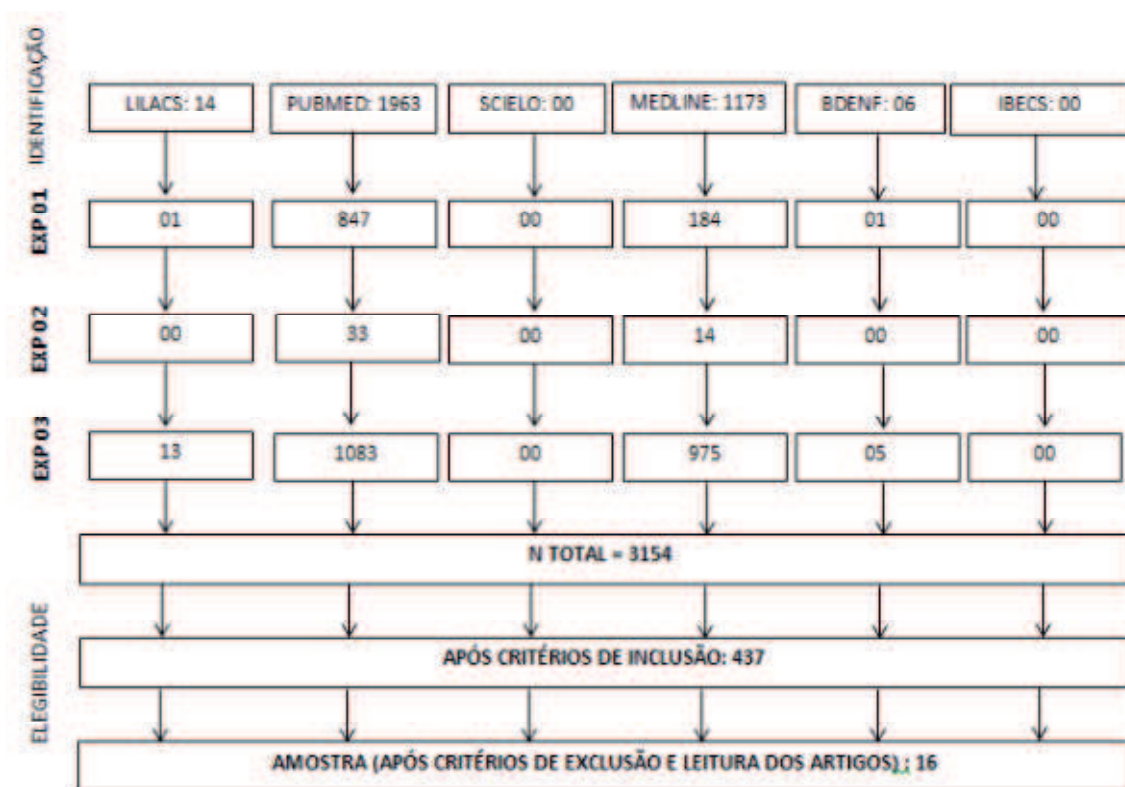 IDENTIFICAÇÃO
LILACS: 14 PUBMED: 1963 SCIELO: 00 MEDLINE: 1173 BDENF: 06 IBECS: 00
EXP 01
01 847 00 184 01 00
EXP 02
00 33 00 14 00 00
EXP 03
13 1083 00 975 05 00
N TOTAL = 3154
ELEGIBILIDADE
APÓS CRITÉRIOS DE INCLUSÃO: 437
AMOSTRA (APÓS CRITÉRIOS DE EXCLUSÃO E LEITURA DOS ARTIGOS) : 16